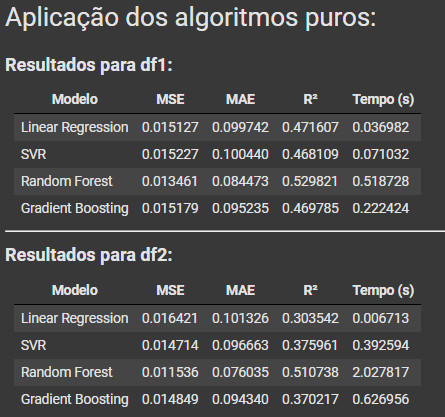 Aplicação dos algoritmos puros:
Resultados para df1:
Modelo MSE MAE R² Tempo (s)
Linear Regression 0.015127 0.099742 0.471607 0.036982
SVR 0.015227 0.100440 0.468109 0.071032
Random Forest 0.013461 0.084473 0.529821 0.518728
Gradient Boosting 0.015179 0.095235 0.469785 0.222424
Resultados para df2:
Modelo MSE MAE R² Tempo (s)
Linear Regression 0.016421 0.101326 0.303542 0.006713
SVR 0.014714 0.096663 0.375961 0.392594
Random Forest 0.011536 0.076035 0.510738 2.027817
Gradient Boosting 0.014849 0.094340 0.370217 0.626956